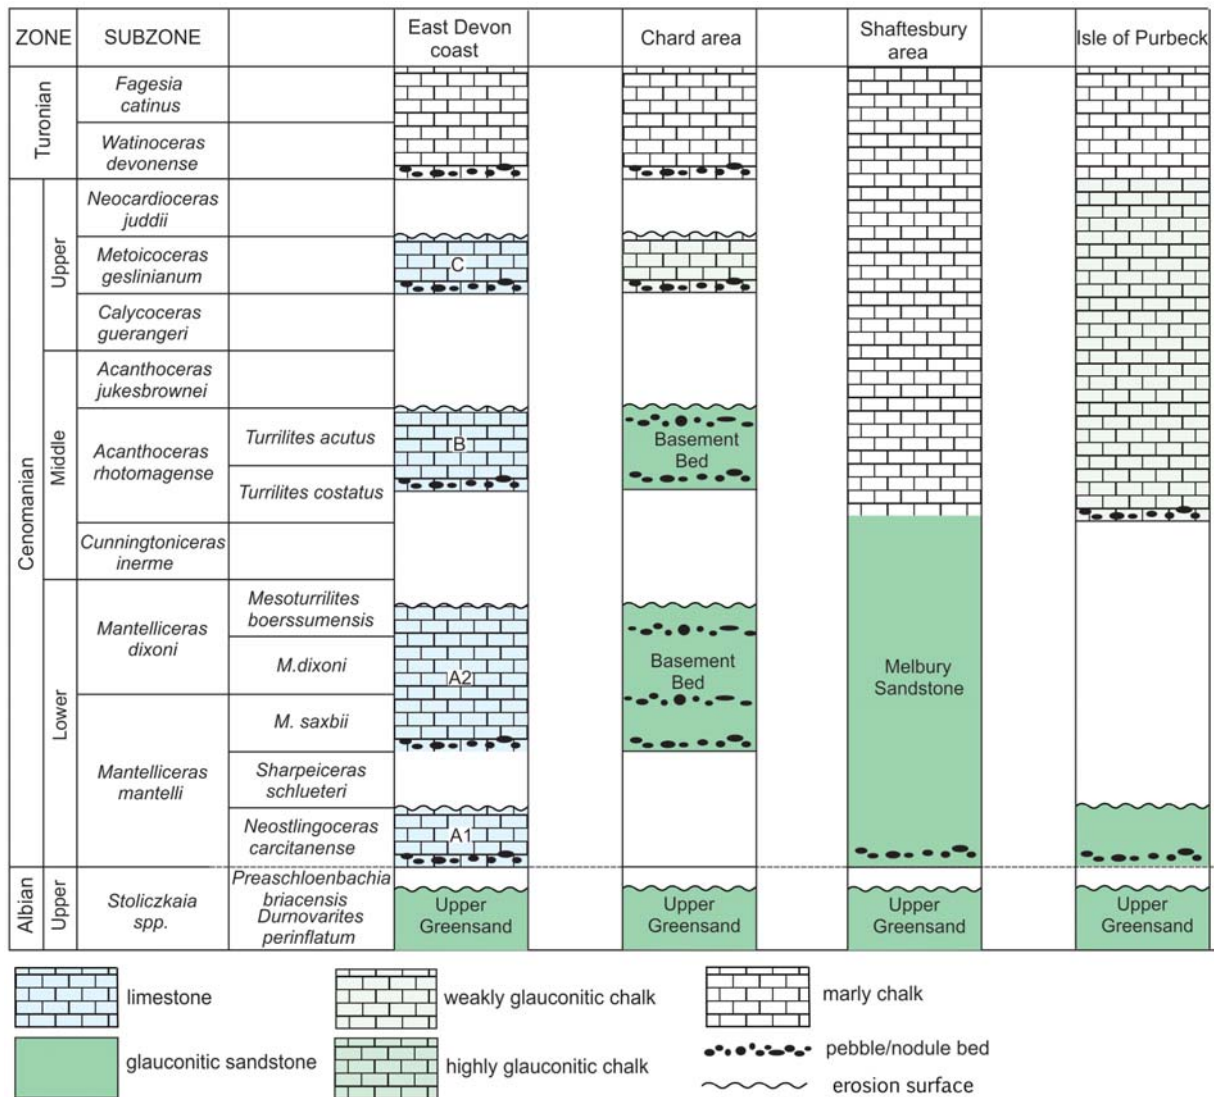 ZONE
SUBZONE
East Devon
coast
Chard area
Shaftesbury
area
Isle of Purbeck
Turonian
Fagesia
catinus
Watinoceras
devonense
Cenomanian
Upper
Neocardioceras
juddii
Metoicoceras
geslinianum
C
Calycoceras
guerangeri
Middle
Acanthoceras
jukesbrownei
Acanthoceras
rhotomagense
Turrilites acutus
B
Basement
Bed
Turrilites costatus
Cunningtoniceras
inerme
Lower
Mantelliceras
dixoni
Mesoturrilites
boerssumensis
M.dixoni
A2
Basement
Bed
Melbury
Sandstone
Mantelliceras
mantelli
M. saxbii
Sharpeiceras
schlueteri
Neostlingoceras
carcitanense
A1
Albian
Upper
Stoliczkaia
spp.
Preaschloenbachia
briacensis
Durnovarites
perinflatum
Upper
Greensand
Upper
Greensand
Upper
Greensand
Upper
Greensand
limestone
weakly glauconitic chalk
marly chalk
glauconitic sandstone
highly glauconitic chalk
pebble/nodule bed
erosion surface